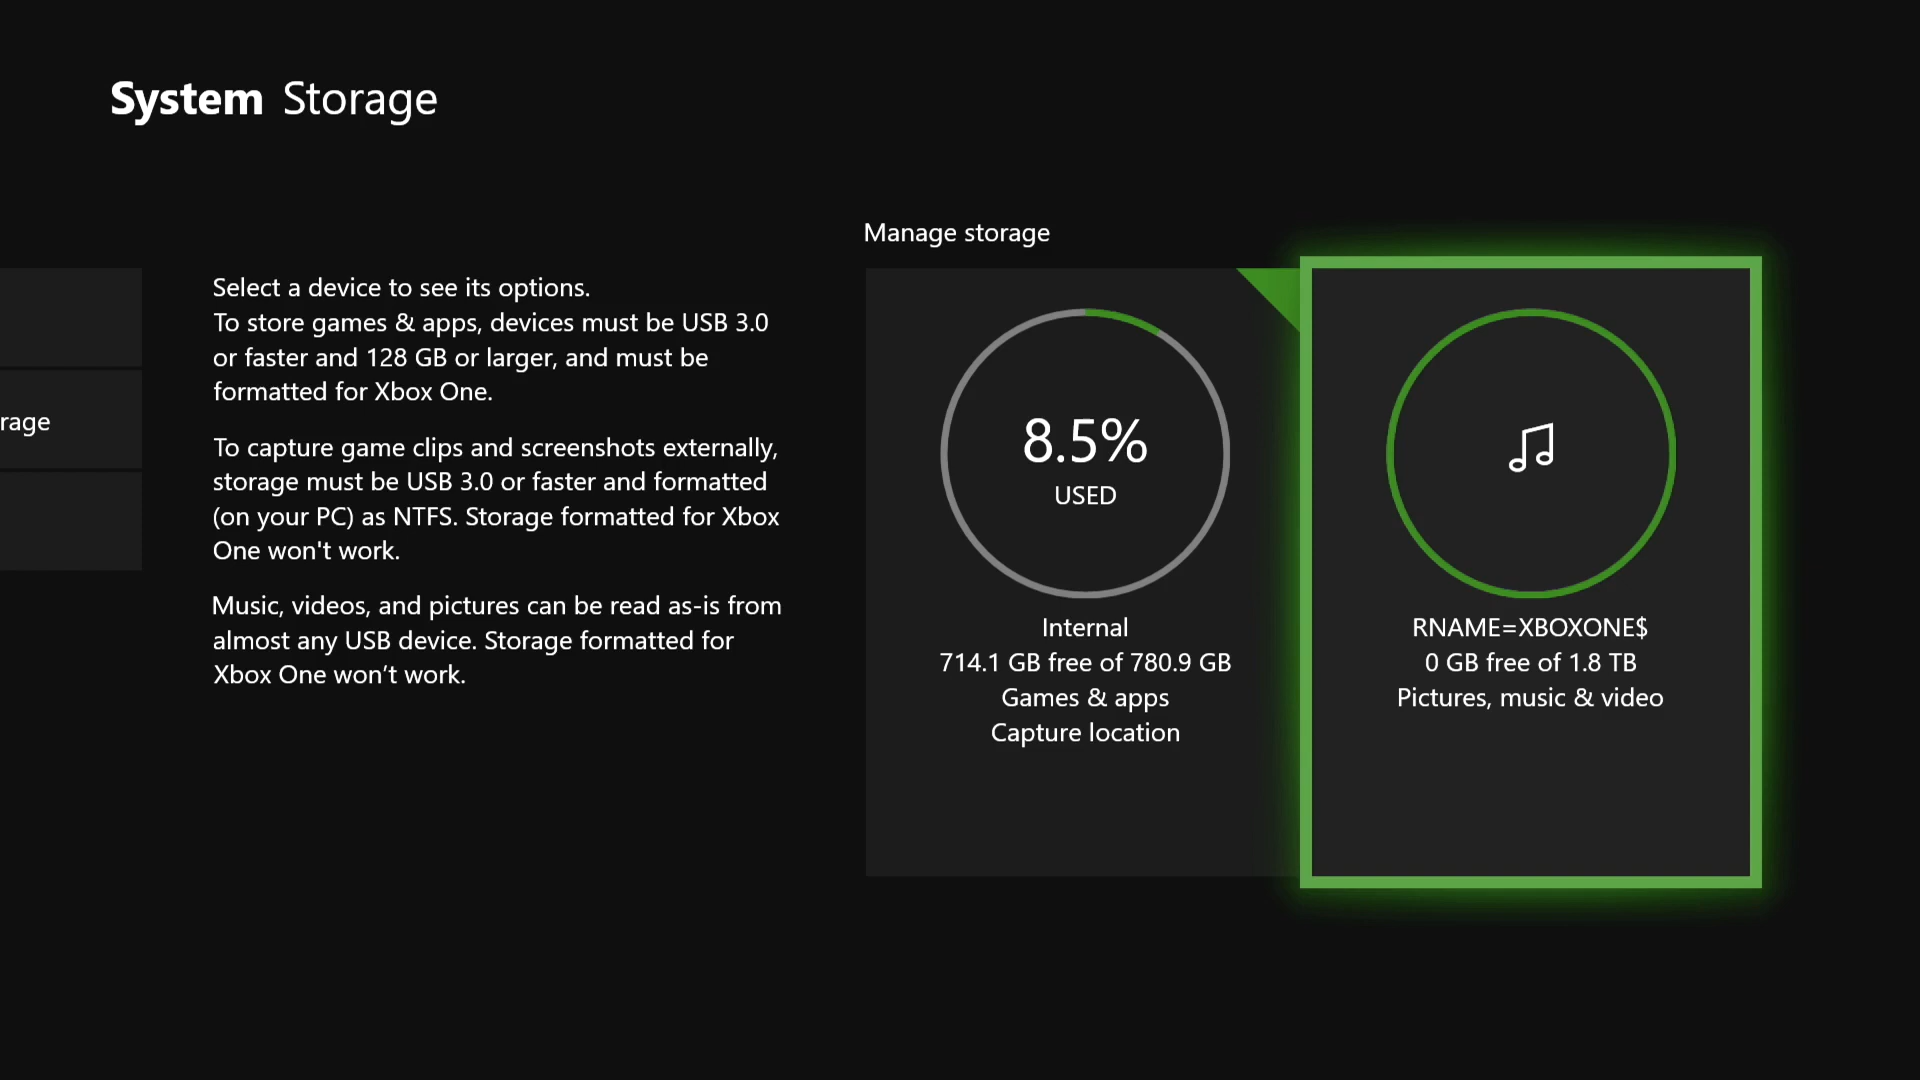 System Storage
Manage storage
rage
Select a device to see its options.
To store games & apps, devices must be USB 3.0
or faster and 128 GB or larger, and must be
formatted for Xbox One.
To capture game clips and screenshots externally,
storage must be USB 3.0 or faster and formatted
(on your PC) as NTFS. Storage formatted for Xbox
One won't work.
Music, videos, and pictures can be read as-is from
almost any USB device. Storage formatted for
Xbox One won’t work.
8.5%
USED
Internal
714.1 GB free of 780.9 GB
Games & apps
Capture location
RNAME=XBOXONE$
0 GB free of 1.8 TB
Pictures, music & video